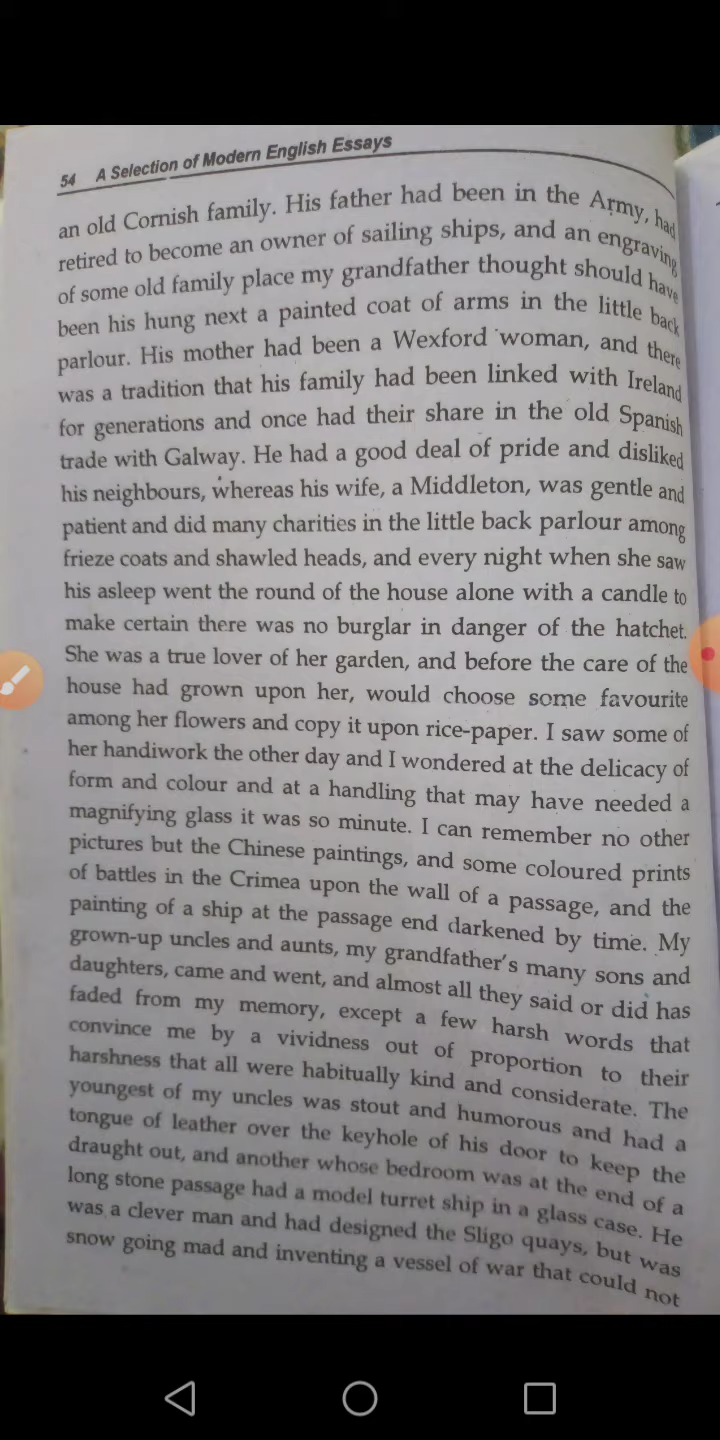 54 A Selection of Modern English Essays
an old Cornish family. His father had been in the Army, had
retired to become an owner of sailing ships, and an engraving
of some old family place my grandfather thought should have
been his hung next a painted coat of arms in the little back
parlour. His mother had been a Wexford woman, and there
was a tradition that his family had been linked with Ireland
for generations and once had their share in the old Spanish
trade with Galway. He had a good deal of pride and disliked
his neighbours, whereas his wife, a Middleton, was gentle and
patient and did many charities in the little back parlour among
frieze coats and shawled heads, and every night when she saw
his asleep went the round of the house alone with a candle to
make certain there was no burglar in danger of the hatchet.
She was a true lover of her garden, and before the care of the
house had grown upon her, would choose some favourite
among her flowers and copy it upon rice-paper. I saw some of
her handiwork the other day and I wondered at the delicacy of
form and colour and at a handling that may have needed a
magnifying glass it was so minute. I can remember no other
pictures but the Chinese paintings, and some coloured prints
of battles in the Crimea upon the wall of a passage, and the
painting of a ship at the passage end darkened by time. My
grown-up uncles and aunts, my grandfather's many sons and
daughters, came and went, and almost all they said or did has
faded from my memory, except a few harsh words that
convince me by a vividness out of proportion to their
harshness that all were habitually kind and considerate. The
youngest of my uncles was stout and humorous and had a
tongue of leather over the keyhole of his door to keep the
draught out, and another whose bedroom was at the end of a
long stone passage had a model turret ship in a glass case. He
was a clever man and had designed the Sligo quays, but was
snow going mad and inventing a vessel of war that could not